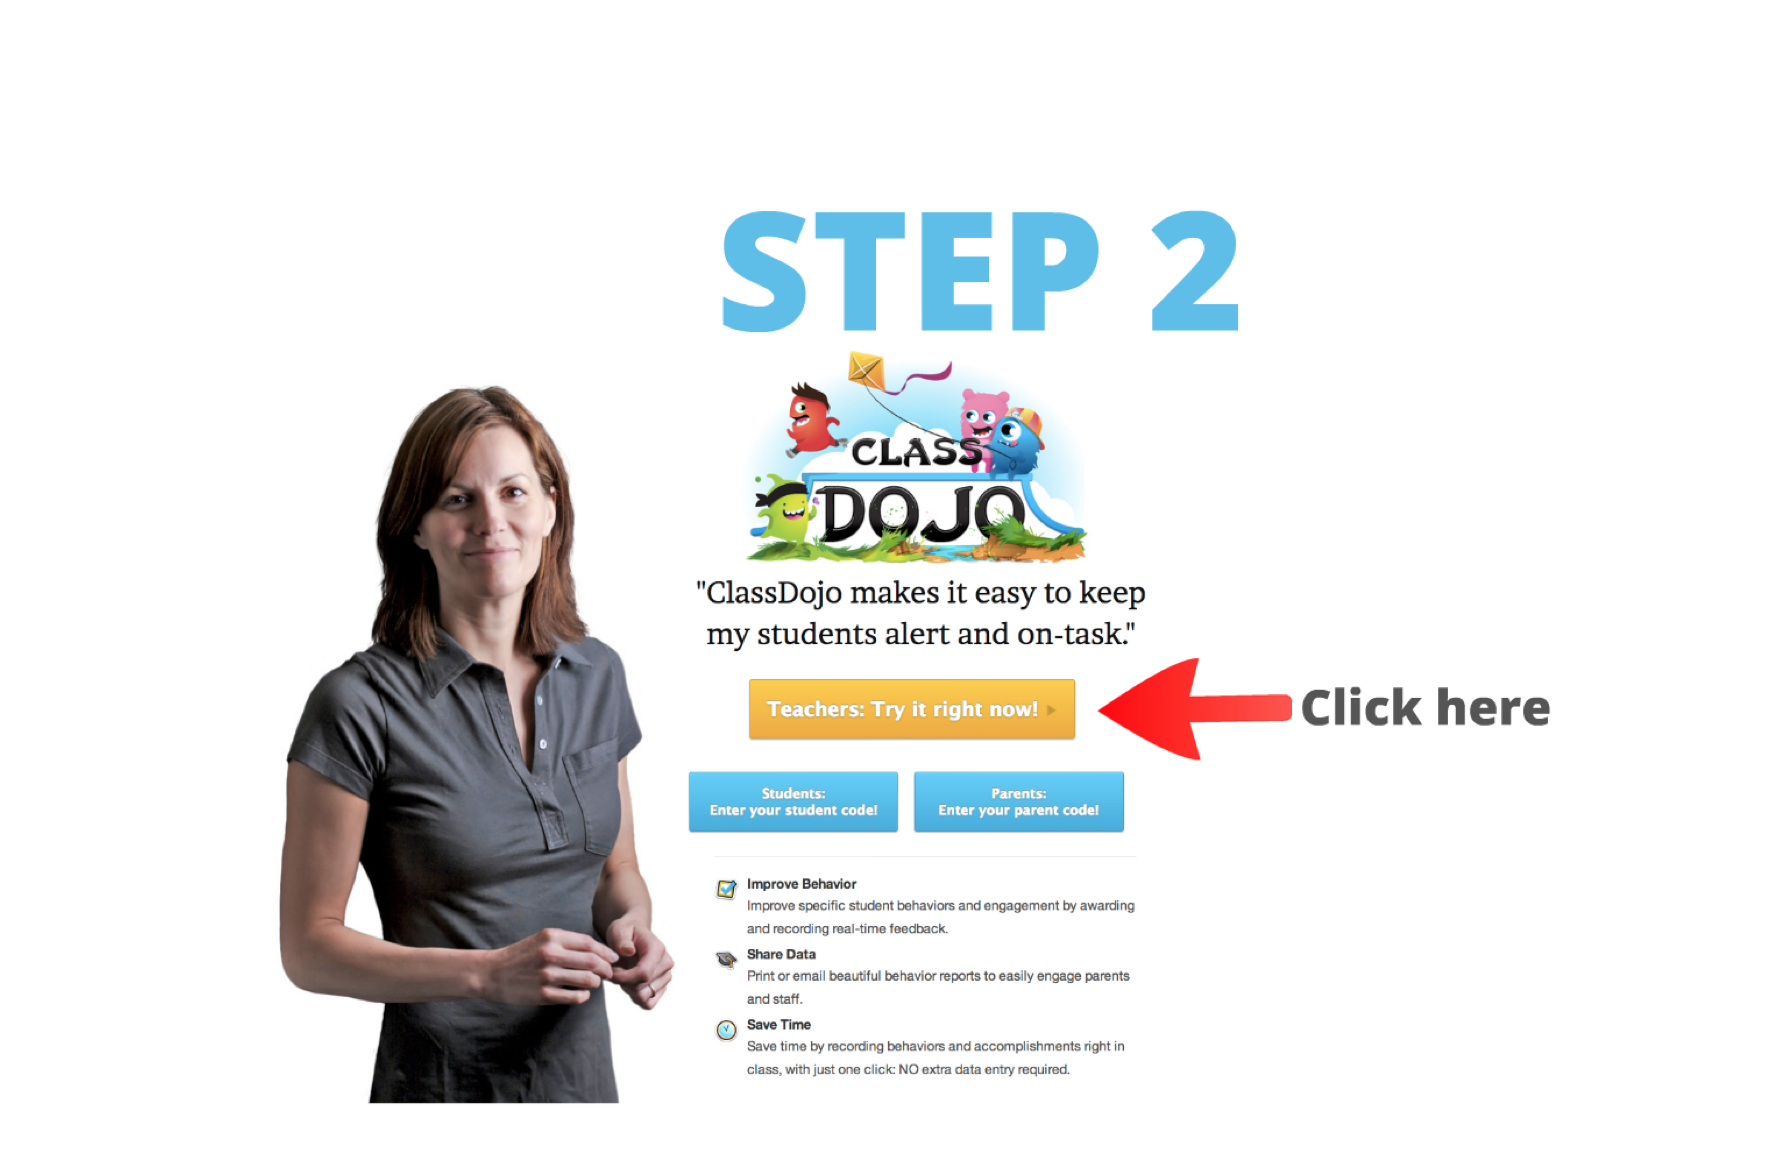 STEP 2
CLASS
DOJO
"ClassDojo makes it easy to keep
my students alert and on-task."
Teachers: Try it right now!
Click here
Students:
Enter your student code!
Parents:
Enter your parent code!
Improve Behavior
Improve specific student behaviors and engagement by awarding
and recording real-time feedback.
Share Data
Print or email beautiful behavior reports to easily engage parents
and staff.
Save Time
Save time by recording behaviors and accomplishments right in
class, with just one click: NO extra data entry required.